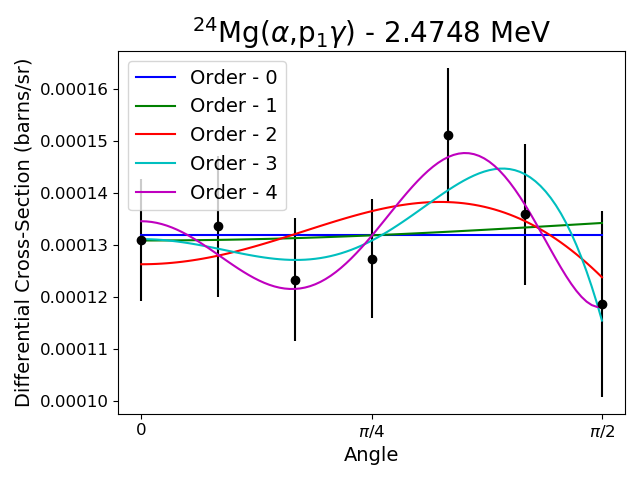 ²⁴Mg(α,p₁γ) - 2.4748 MeV
Differential Cross-Section (barns/sr)
0.00016
0.00015
0.00014
0.00013
0.00012
0.00011
0.00010
Order - 0
Order - 1
Order - 2
Order - 3
Order - 4
0
π/4
π/2
Angle